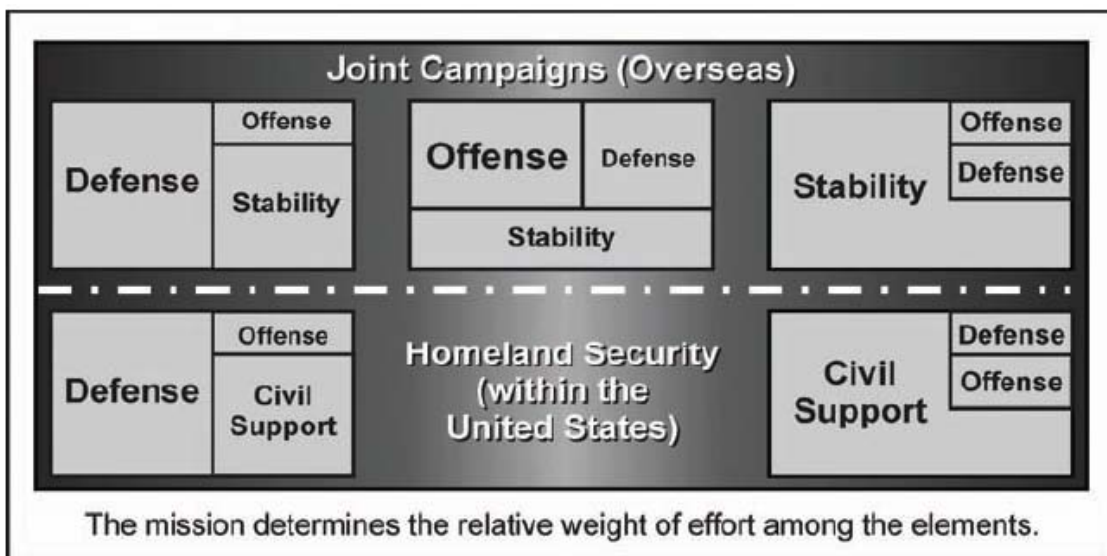 Joint Campaigns (Overseas)
Defense
Offense
Stability
Offense
Defense
Stability
Stability
Offense
Defense
Defense
Offense
Civil
Support
Homeland Security
(within the
United States)
Civil
Support
Defense
Offense
The mission determines the relative weight of effort among the elements.